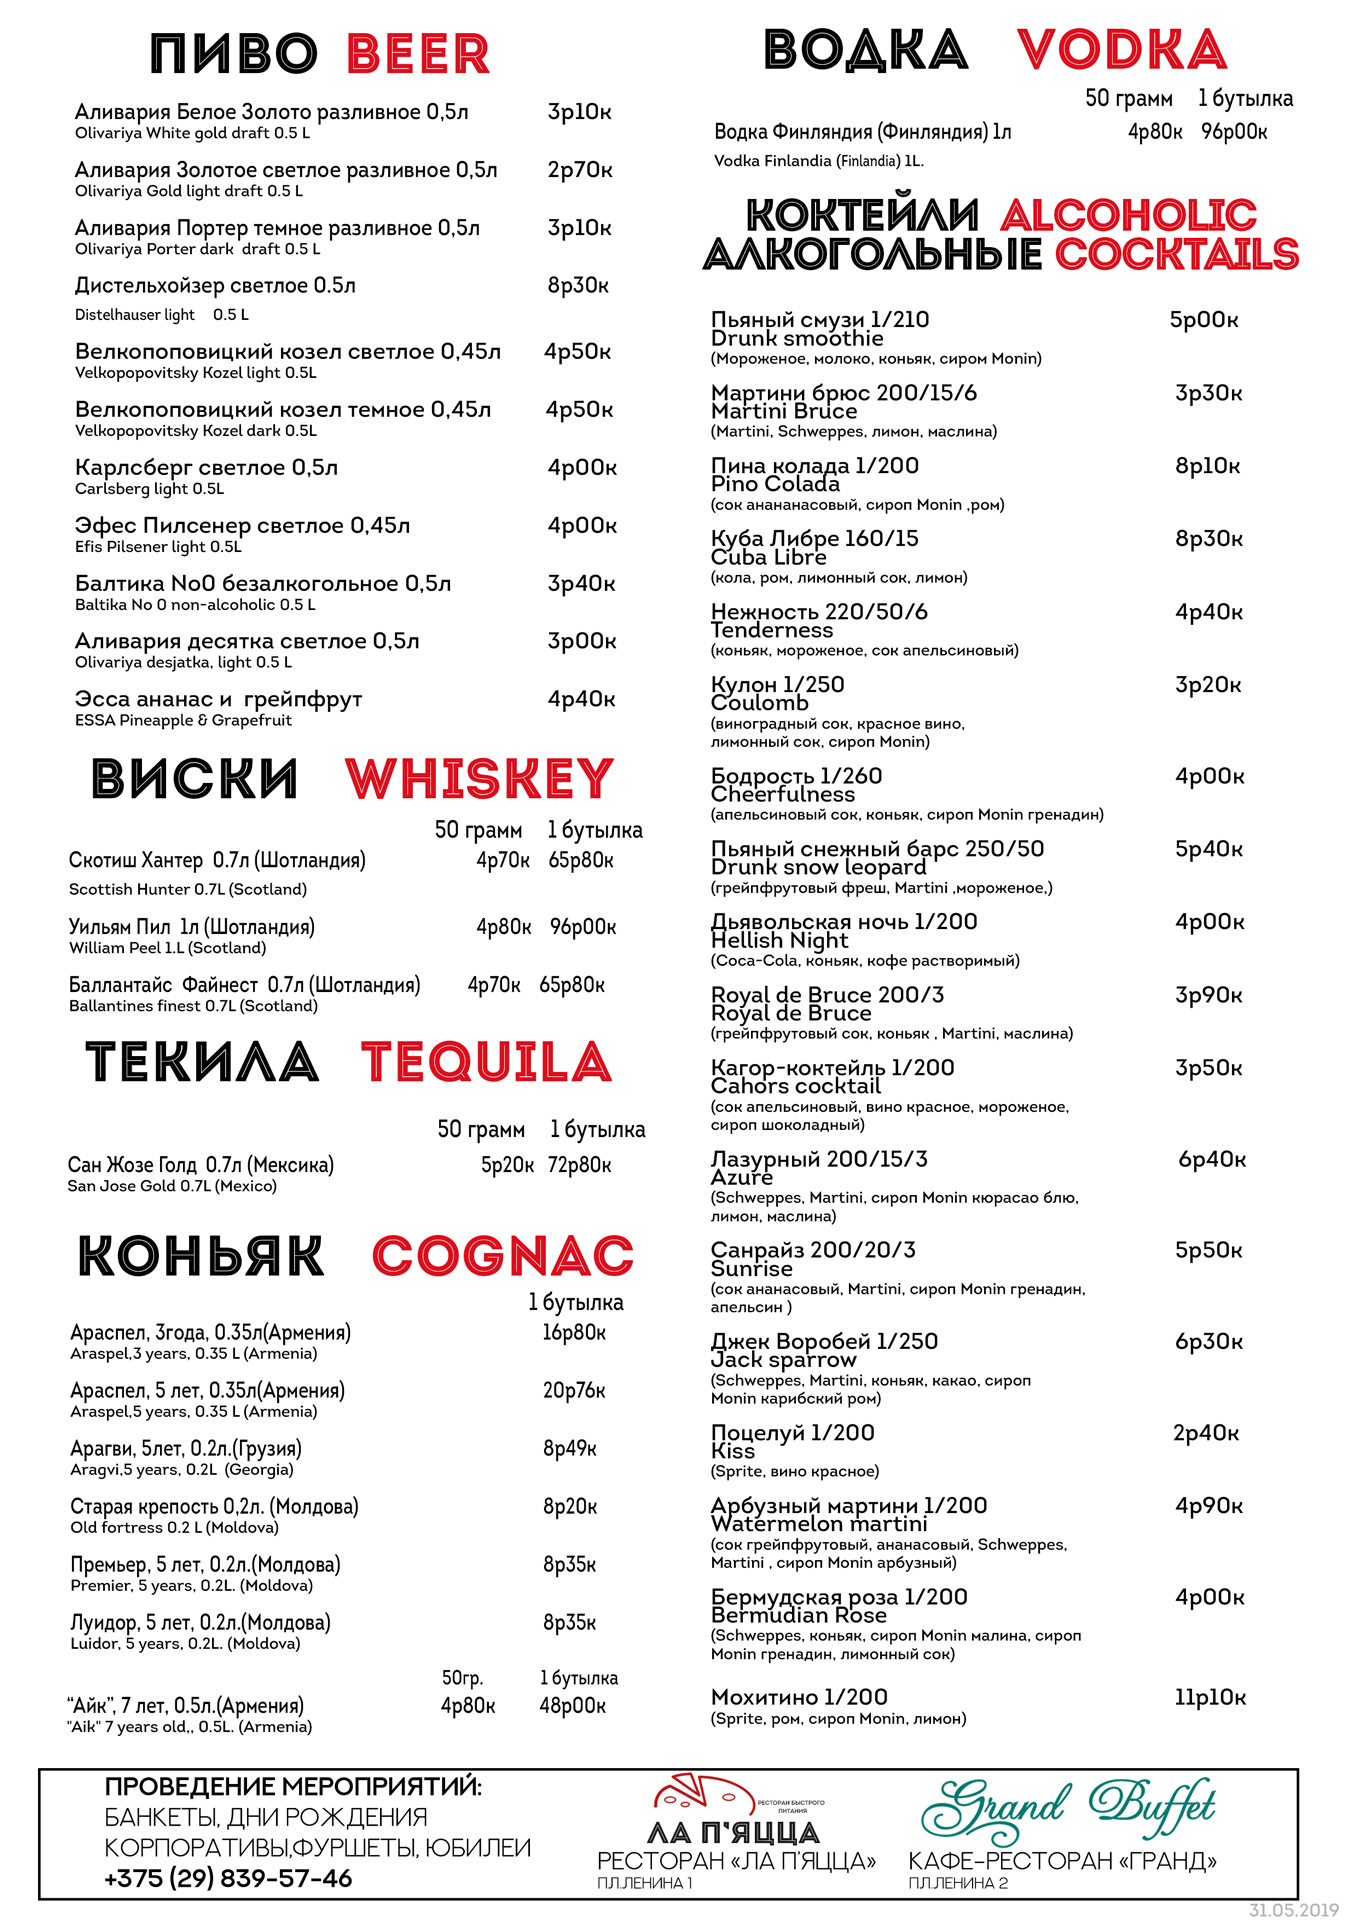 ПИВО BEER
Аливария Белое Золото разливное 0,5л 3р10к
Olivariya White gold draft 0.5 L
Аливария Золотое светлое разливное 0,5л 2р70к
Olivariya Gold light draft 0.5 L
Аливария Портер темное разливное 0,5л 3р10к
Olivariya Porter dark draft 0.5 L
Дистельхойзер светлое 0.5л 8р30к
Distelhauser light 0.5 L
Велкопоповицкий козел светлое 0,45л 4р50к
Velkopopovitsky Kozel light 0.5L
Велкопоповицкий козел темное 0,45л 4р50к
Velkopopovitsky Kozel dark 0.5L
Карлсберг светлое 0,5л 4р00к
Carlsberg light 0.5L
Эфес Пилсенер светлое 0,45л 4р00к
Efis Pilsener light 0.5L
Балтика No0 безалкогольное 0,5л 3р40к
Baltika No 0 non-alcoholic 0.5 L
Аливария десятка светлое 0,5л 3р00к
Olivariya desjatka, light 0.5 L
Эсса ананас и грейпфрут 4р40к
ESSA Pineapple & Grapefruit
ВИСКИ WHISKEY
50 грамм 1 бутылка
Скотиш Хантер 0.7л (Шотландия) 4р70к 65р80к
Scottish Hunter 0.7L (Scotland)
Уильям Пил 1л (Шотландия) 4р80к 96р00к
William Peel 1.L (Scotland)
Баллантайс Файнест 0.7л (Шотландия) 4р70к 65р80к
Ballantines finest 0.7L (Scotland)
ТЕКИЛА TEQUILA
50 грамм 1 бутылка
Сан Жозе Голд 0.7л (Мексика) 5р20к 72р80к
San Jose Gold 0.7L (Mexico)
КОНЬЯК COGNAC
1 бутылка
Араспел, 3года, 0.35л(Армения) 16р80к
Araspel,3 years, 0.35 L (Armenia)
Араспел, 5 лет, 0.35л(Армения) 20р76к
Araspel,5 years, 0.35 L (Armenia)
Арагви, 5лет, 0.2л.(Грузия) 8р49к
Aragvi,5 years, 0.2L (Georgia)
Старая крепость 0,2л. (Молдова) 8р20к
Old fortress 0.2 L (Moldova)
Премьер, 5 лет, 0.2л.(Молдова) 8р35к
Premier, 5 years, 0.2L. (Moldova)
Луидор, 5 лет, 0.2л.(Молдова) 8р35к
Luidor, 5 years, 0.2L. (Moldova)
50гр. 1 бутылка
“Айк”, 7 лет, 0.5л.(Армения) 4р80к 48р00к
"Aik" 7 years old,, 0.5L. (Armenia)
ВОДКА VODKA
50 грамм 1 бутылка
Водка Финляндия (Финляндия) 1л 4р80к 96р00к
Vodka Finlandia (Finlandia) 1L.
КОКТЕЙЛИ ALCOHOLIC
АЛКОГОЛЬНЫЕ COCKTAILS
Пьяный смузи 1/210 5р00к
Drunk smoothie
(Мороженое, молоко, коньяк, сиром Monin)
Мартини брюс 200/15/6 3р30к
Martini Bruce
(Martini, Schweppes, лимон, маслина)
Пина колада 1/200 8р10к
Pino Colada
(сок анананасовый, сироп Monin ,ром)
Куба Либре 160/15 8р30к
Cuba Libre
(кола, ром, лимонный сок, лимон)
Нежность 220/50/6 4р40к
Tenderness
(коньяк, мороженое, сок апельсиновый)
Кулон 1/250 3р20к
Coulomb
(виноградный сок, красное вино,
лимонный сок, сироп Monin)
Бодрость 1/260 4р00к
Cheerfulness
(апельсиновый сок, коньяк, сироп Monin гренадин)
Пьяный снежный барс 250/50 5р40к
Drunk snow leopard
(грейпфрутовый фреш, Martini ,мороженое,)
Дьявольская ночь 1/200 4р00к
Hellish Night
(Coca-Cola, коньяк, кофе растворимый)
Royal de Bruce 200/3 3р90к
Royal de Bruce
(грейпфрутовый сок, коньяк , Martini, маслина)
Кагор-коктейль 1/200 3р50к
Cahors cocktail
(сок апельсиновый, вино красное, мороженое,
сироп шоколадный)
Лазурный 200/15/3 6р40к
Azure
(Schweppes, Martini, сироп Monin кюрасао блю,
лимон, маслина)
Санрайз 200/20/3 5р50к
Sunrise
(сок ананасовый, Martini, сироп Monin гренадин,
апельсин )
Джек Воробей 1/250 6р30к
Jack sparrow
(Schweppes, Martini, коньяк, какао, сироп
Monin карибский ром)
Поцелуй 1/200 2р40к
Kiss
(Sprite, вино красное)
Арбузный мартини 1/200 4р90к
Watermelon martini
(сок грейпфрутовый, ананасовый, Schweppes,
Martini , сироп Monin арбузный)
Бермудская роза 1/200 4р00к
Bermudian Rose
(Schweppes, коньяк, сироп Monin малина, сироп
Monin гренадин, лимонный сок)
Мохитино 1/200 11р10к
(Sprite, ром, сироп Monin, лимон)
ПРОВЕДЕНИЕ МЕРОПРИЯТИЙ:
БАНКЕТЫ, ДНИ РОЖДЕНИЯ
КОРПОРАТИВЫ,ФУРШЕТЫ, ЮБИЛЕИ
+375 (29) 839-57-46
РЕСТОРАН БЫСТРОГО
ПИТАНИЯ
ЛА П'ЯЦЦА
РЕСТОРАН «ЛА П'ЯЦЦА»
ПЛ.ЛЕНИНА 1
Grand Buffet
КАФЕ-РЕСТОРАН «ГРАНД»
ПЛ.ЛЕНИНА 2
31.05.2019